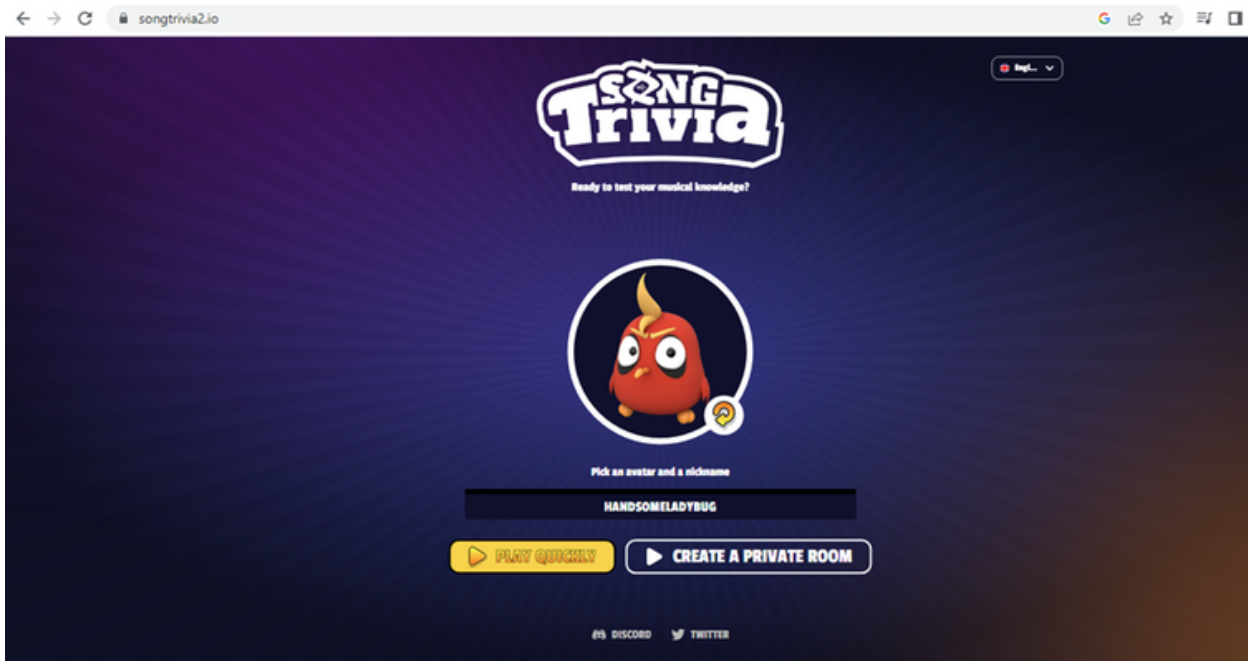 songtrivia2.io
Engl...
SONG
Trivia
Ready to test your musical knowledge?
Pick an avatar and a nickname
HANDSOMELADYBUG
PLAY QUICKLY
CREATE A PRIVATE ROOM
DISCORD TWITTER